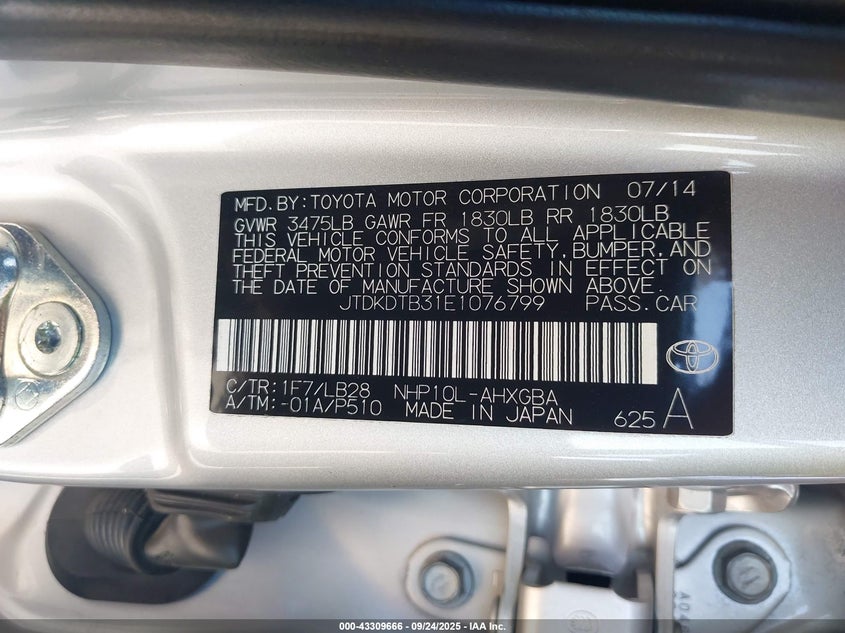 MFD.BY:TOYOTA MOTOR CORPORATION 07/14
GVWR 3475LB GAWR FR 1830LB RR 1830LB
THIS VEHICLE CONFORMS TO ALL APPLICABLE
FEDERAL MOTOR VEHICLE SAFETY,BUMPER,AND
THEFT PREVENTION STANDARDS IN EFFECT ON
THE DATE OF MANUFACTURE SHOWN ABOVE.
JTDKDTB31E1076799 PASS.CAR
C/TR:1F7/LB28 NHP10L-AHXGBA
A/TM:-01A/P510 MADE IN JAPAN 625 A
000-43309666 - 09/24/2025 - IAA Inc.